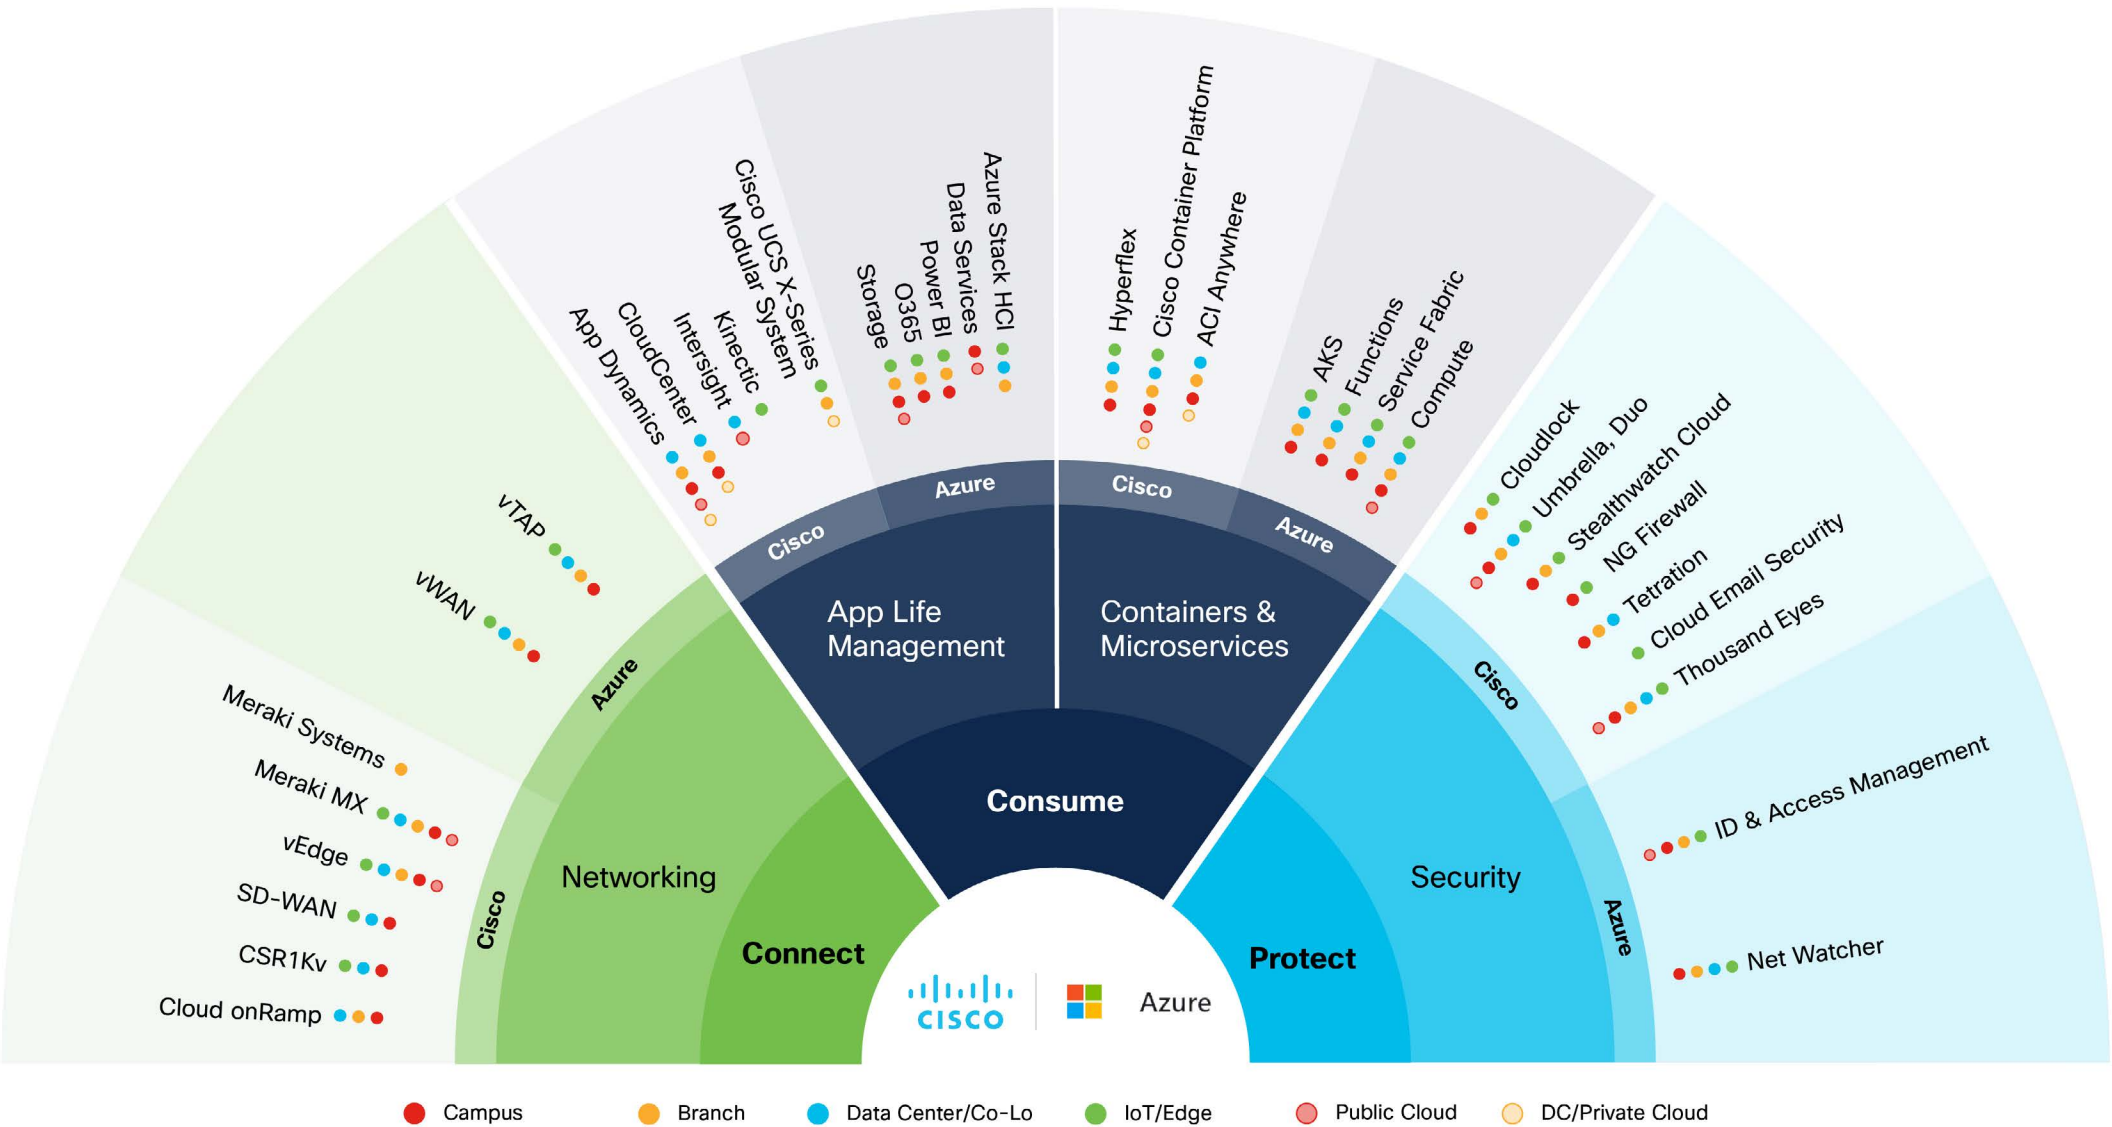 Cisco UCS X-Series
Modular System
Kinectic
Intersight
CloudCenter
App Dynamics
Storage
O365
Power BI
Data Services
Azure Stack HCI
Hyperflex
Cisco Container Platform
ACI Anywhere
AKS
Functions
Service Fabric
Compute
Cisco
Azure
Cisco
Azure
App Life
Management
Containers &
Microservices
Consume
vTAP
vWAN
Azure
Meraki Systems
Meraki MX
vEdge
SD-WAN
CSR1Kv
Cloud onRamp
Cisco
Networking
Connect
Cloudlock
Umbrella, Duo
Stealthwatch Cloud
NG Firewall
Tetration
Cloud Email Security
Thousand Eyes
Cisco
ID & Access Management
Net Watcher
Azure
Security
Protect
CISCO
Azure
Campus
Branch
Data Center/Co-Lo
IoT/Edge
Public Cloud
DC/Private Cloud